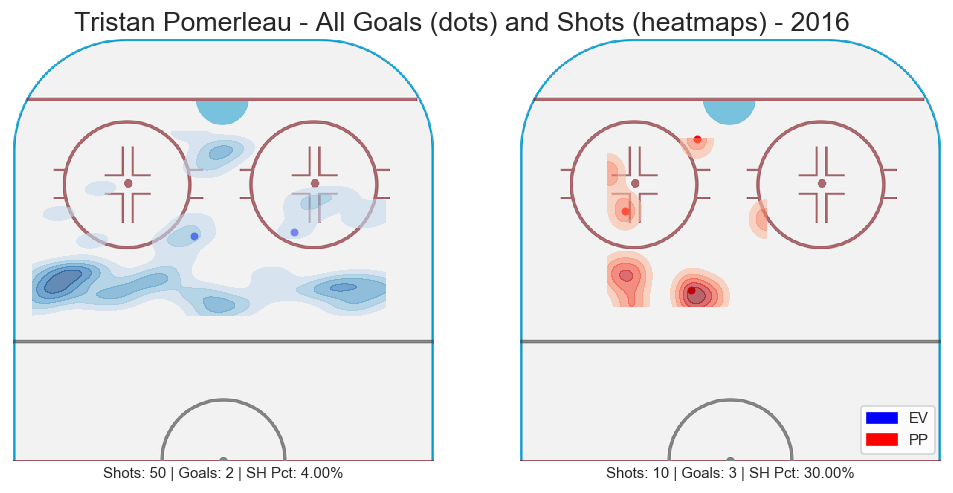 Tristan Pomerleau - All Goals (dots) and Shots (heatmaps) - 2016
EV
PP
Shots: 50 | Goals: 2 | SH Pct: 4.00%
Shots: 10 | Goals: 3 | SH Pct: 30.00%